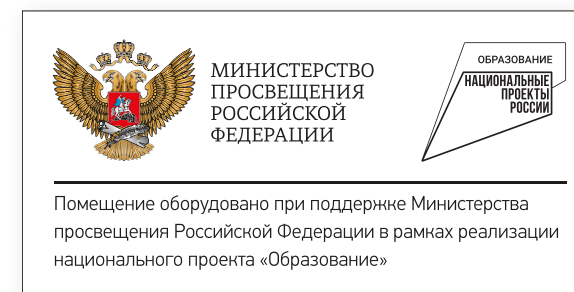 МИНИСТЕРСТВО
ПРОСВЕЩЕНИЯ
РОССИЙСКОЙ
ФЕДЕРАЦИИ
ОБРАЗОВАНИЕ
НАЦИОНАЛЬНЫЕ
ПРОЕКТЫ
РОССИИ
Помещение оборудовано при поддержке Министерства
просвещения Российской Федерации в рамках реализации
национального проекта «Образование»